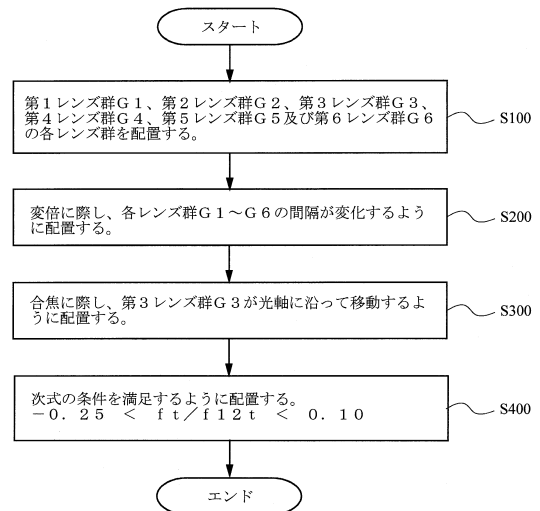 スタート
第１レンズ群Ｇ１、第２レンズ群Ｇ２、第３レンズ群Ｇ３、
第４レンズ群Ｇ４、第５レンズ群Ｇ５及び第６レンズ群Ｇ６
の各レンズ群を配置する。
S100
変倍に際し、各レンズ群Ｇ１～Ｇ６の間隔が変化するよう
に配置する。
S200
合焦に際し、第３レンズ群Ｇ３が光軸に沿って移動するよ
うに配置する。
S300
次式の条件を満足するように配置する。
－０．２５　＜　ｆｔ／ｆ１２ｔ　＜　０．１０
S400
エンド